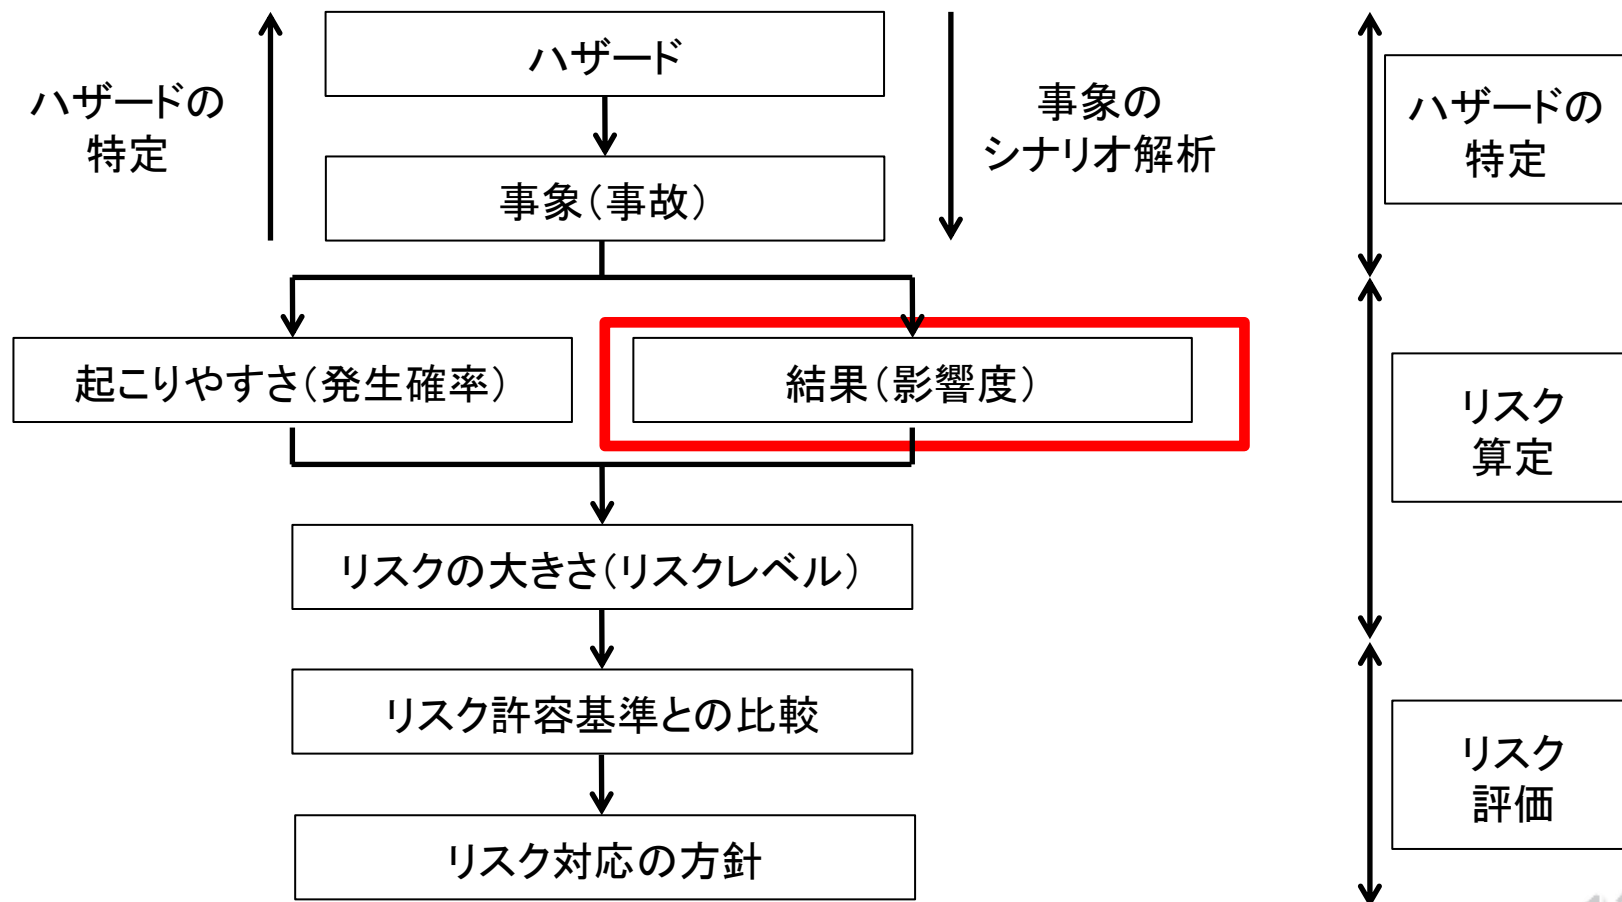 ハザード
ハザードの
特定
事象の
シナリオ解析
ハザードの
特定
事象（事故）
起こりやすさ（発生確率）
結果（影響度）
リスク
算定
リスクの大きさ（リスクレベル）
リスク許容基準との比較
リスク
評価
リスク対応の方針